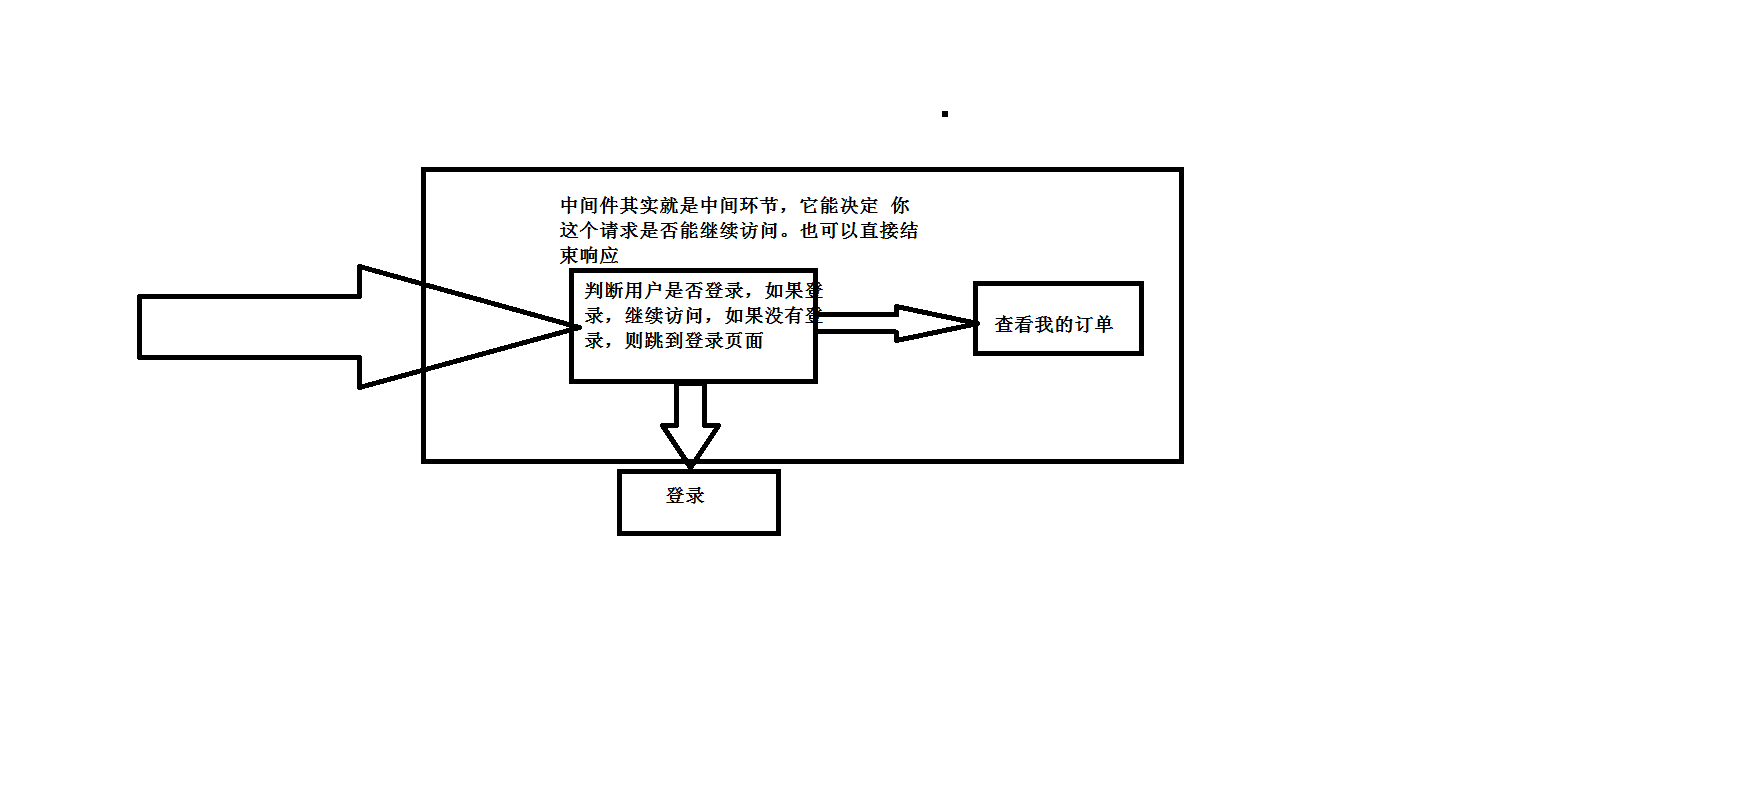 中间件其实就是中间环节，它能决定 你
这个请求是否能继续访问。也可以直接结
束响应
判断用户是否登录，如果登
录，继续访问，如果没有登
录，则跳到登录页面
查看我的订单
登录